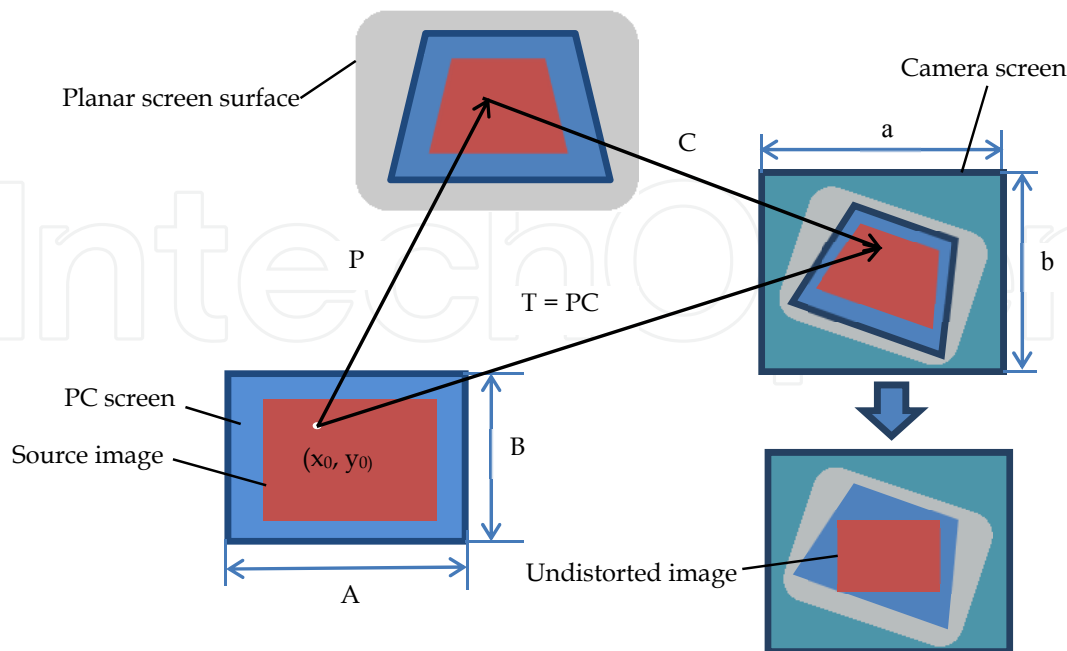 Camera screen
Planar screen surface
a
C
b
P
T = PC
PC screen
B
Source image
(x₀, y₀)
Undistorted image
A